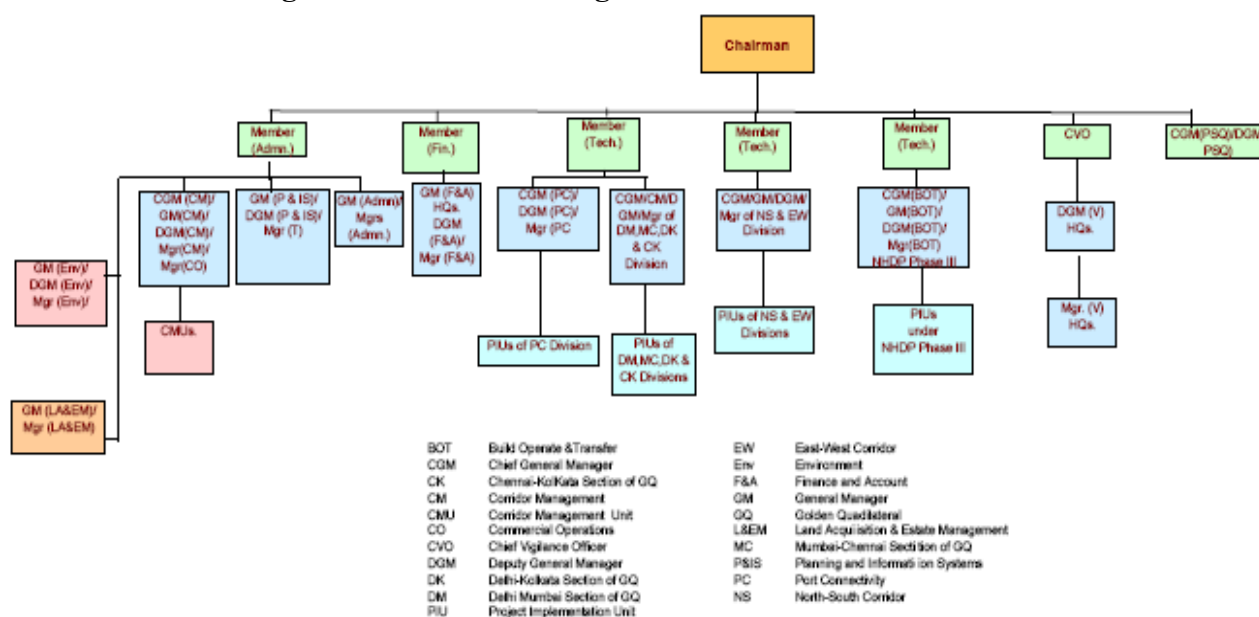 Chairman
Member
(Admn.)
Member
(Fin.)
Member
(Tech.)
Member
(Tech.)
Member
(Tech.)
CVO
CGM(PSQ)/DGM
PSQ)
CGM (CM)/
GM(CM)/
DGM(CM)/
Mgr(CM)/
Mgr(CO)
GM (P & IS)/
DGM (P & IS)/
Mgr (T)
GM (Admn)/
Mgrs
(Admn.)
GM (F&A)
HQs.
DGM
(F&A)/
Mgr (F&A)
CGM (PC)/
DGM (PC)/
Mgr (PC
CGM/CM/D
GM/Mgr of
DM,MC,DK
& CK
Division
CGM/GM/DGM/
Mgr of NS & EW
Division
CGM(BOT)/
GM(BOT)/
DGM(BOT)/
Mgr(BOT)
NHDP Phase III
DGM (V)
HQs.
GM (Env)/
DGM (Env)/
Mgr (Env)/
CMUs.
PIUs of PC Division
PIUs of
DM,MC,DK &
CK Divisions
PIUs of NS & EW
Divisions
PIUs
under
NHDP Phase III
Mgr. (V)
HQs.
GM (LA&EM)/
Mgr (LA&EM)
BOT Build Operate &Transfer
CGM Chief General Manager
CK Chennai-KolKata Section of GQ
CM Corridor Management
CMU Corridor Management Unit
CO Commercial Operations
CVO Chief Vigilance Officer
DGM Deputy General Manager
DK Delhi-Kolkata Section of GQ
DM Delhi Mumbai Section of GQ
PIU Project Implementation Unit
EW East-West Corridor
Env Environment
F&A Finance and Account
GM General Manager
GQ Golden Quadilateral
L&EM Land Acquisition & Estate Management
MC Mumbai-Chennai Sectition of GQ
P&IS Planning and Information Systems
PC Port Connectivity
NS North-South Corridor